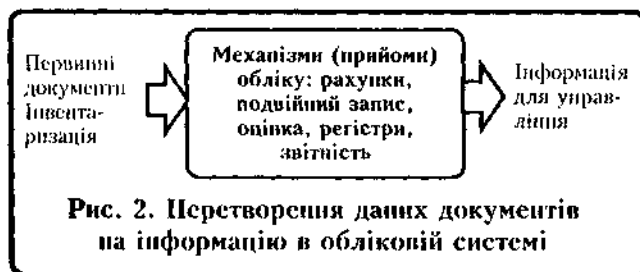 Первинні
документи
Інвента-
ризація
Механізми (прийоми)
обліку: рахунки,
подвійний запис,
оцінка, регістри,
звітність
Інформація
для управ-
ління
Рис. 2. Перетворення даних документів
на інформацію в обліковій системі